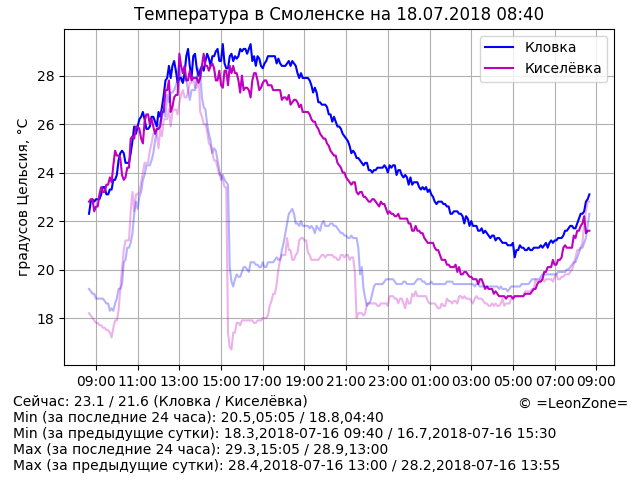 Температура в Смоленске на 18.07.2018 08:40
градусов Цельсия, °C
28
26
24
22
20
18
Кловка
Киселёвка
09:00 11:00 13:00 15:00 17:00 19:00 21:00 23:00 01:00 03:00 05:00 07:00 09:00
Сейчас: 23.1 / 21.6 (Кловка / Киселёвка)
© =LeonZone=
Min (за последние 24 часа): 20.5,05:05 / 18.8,04:40
Min (за предыдущие сутки): 18.3,2018-07-16 09:40 / 16.7,2018-07-16 15:30
Max (за последние 24 часа): 29.3,15:05 / 28.9,13:00
Max (за предыдущие сутки): 28.4,2018-07-16 13:00 / 28.2,2018-07-16 13:55